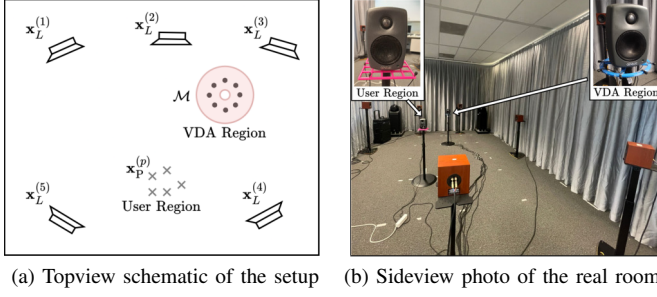 x_L^(1)
x_L^(2)
x_L^(3)
M
VDA Region
x_P^(p)
User Region
x_L^(5)
x_L^(4)
User Region
VDA Region
(a) Topview schematic of the setup
(b) Sideview photo of the real room